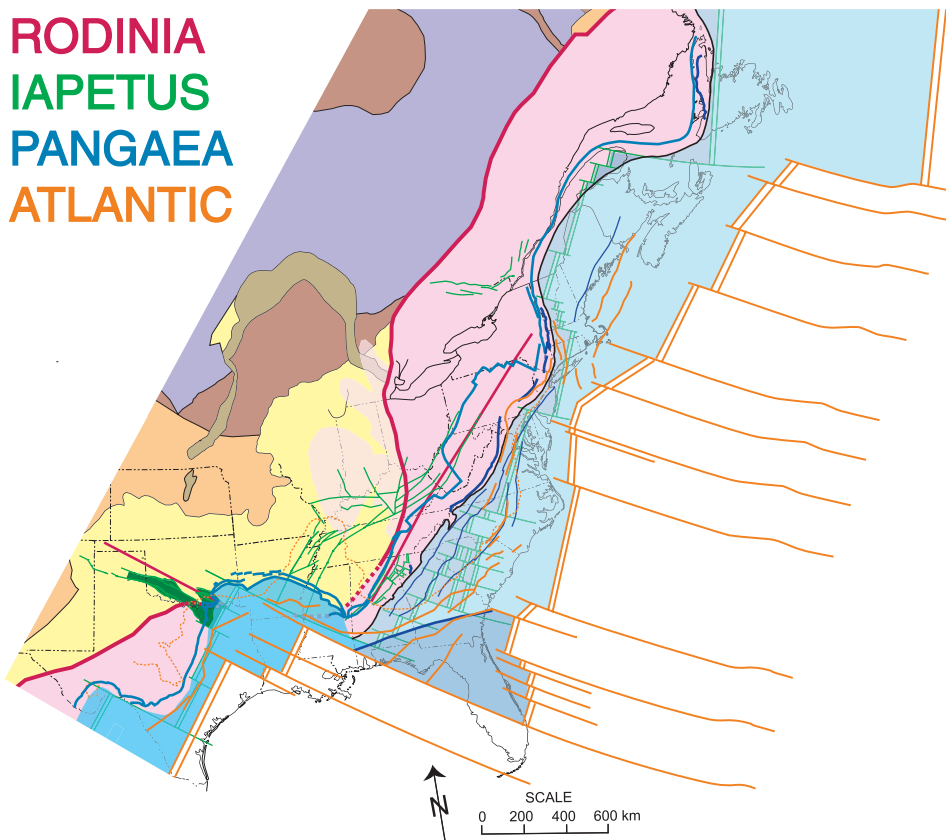 RODINIA
IAPETUS
PANGAEA
ATLANTIC
N
SCALE
0 200 400 600 km